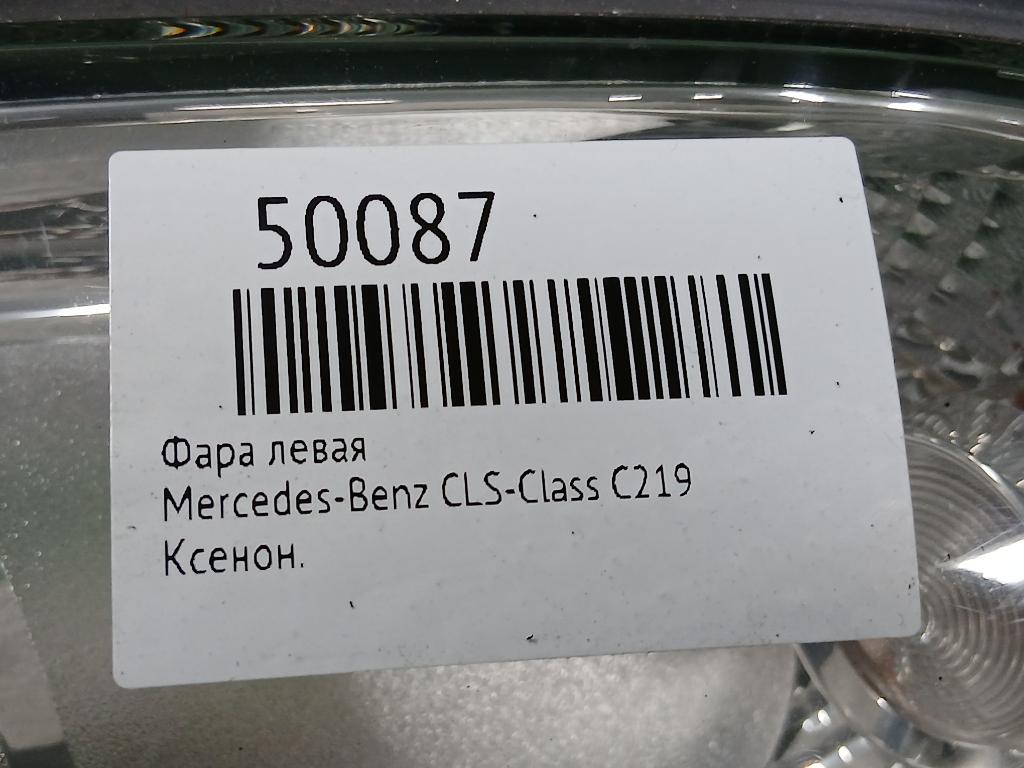 50087
Фара левая
Mercedes-Benz CLS-Class C219
Ксенон.